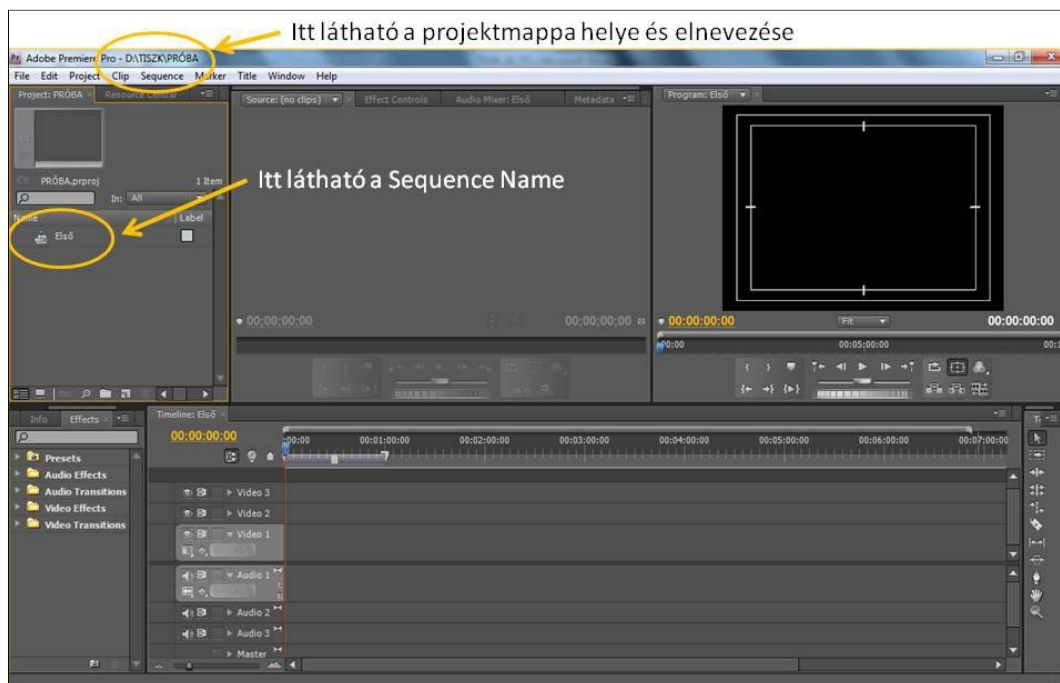 Itt látható a projektmappa helye és elnevezése
Adobe Premiere Pro - D:\TISZK\PRÓBA
File Edit Project Clip Sequence Marker Title Window Help
Project: PRÓBA Resource Central
Source: (no clips) Effect Controls Audio Mixer: Első Metadata
Program: Első
PRÓBA.prproj 1 Item
In: All
Itt látható a Sequence Name
Name Label
Első
00;00;00;00 00;00;00;00
00:00:00:00 Fit 00:00:00:00
00:00 00:05:00:00
Info Effects
Timeline: Első
00:00:00:00
00:00 00:01:00:00 00:02:00:00 00:03:00:00 00:04:00:00 00:05:00:00 00:06:00:00 00:07:00:00
Presets
Audio Effects
Audio Transitions
Video Effects
Video Transitions
Video 3
Video 2
Video 1
Audio 1
Audio 2
Audio 3
Master